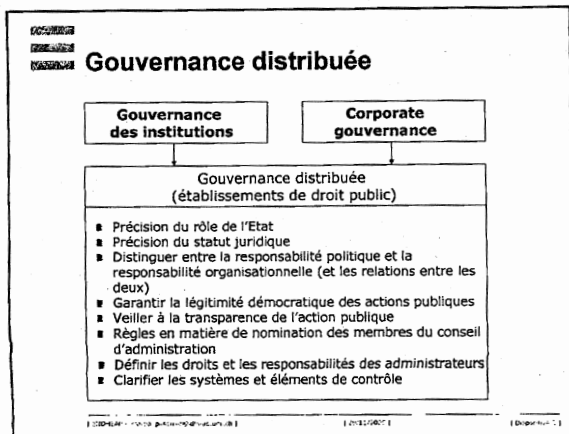 Gouvernance distribuée
Gouvernance
des institutions
Corporate
gouvernance
Gouvernance distribuée
(établissements de droit public)
Précision du rôle de l'Etat
Précision du statut juridique
Distinguer entre la responsabilité politique et la
responsabilité organisationnelle (et les relations entre les
deux)
Garantir la légitimité démocratique des actions publiques
Veiller à la transparence de l'action publique
Règles en matière de nomination des membres du conseil
d'administration
Définir les droits et les responsabilités des administrateurs
Clarifier les systèmes et éléments de contrôle